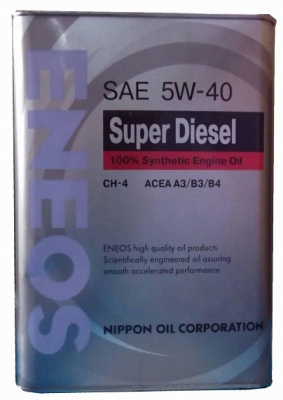 ENEOS
SAE 5W-40
Super Diesel
100% Synthetic Engine Oil
CH-4 ACEA A3/B3/B4
ENEOS high quality oil products
Scientifically engineered oil assuring
smooth accelerated performance
NIPPON OIL CORPORATION